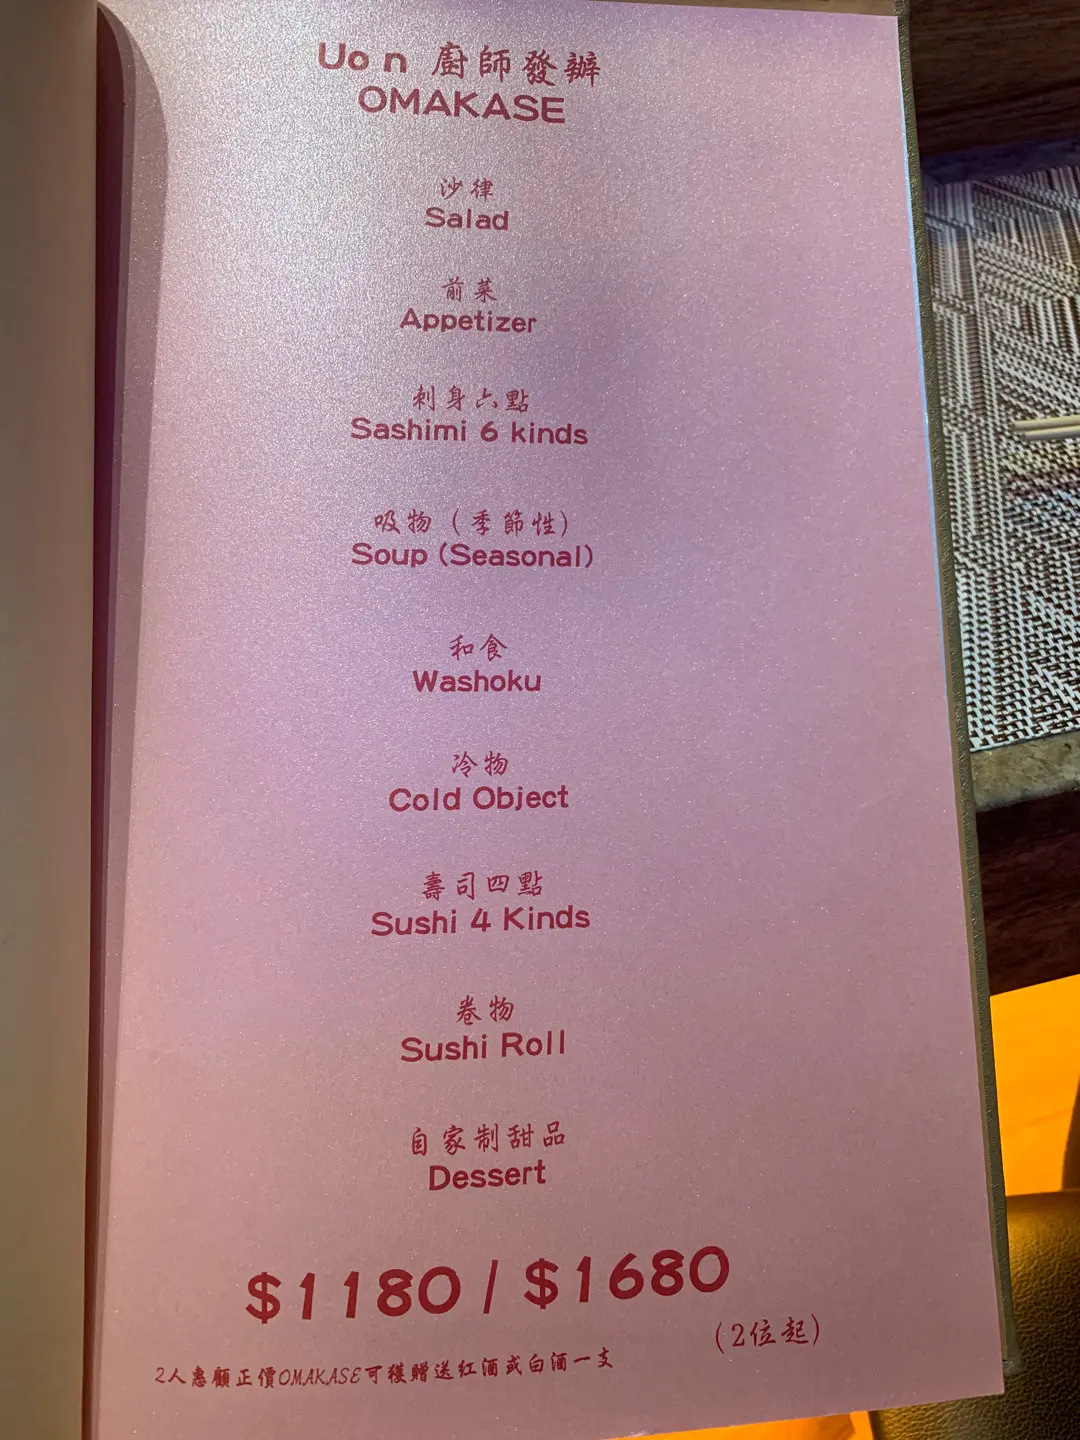 Uo n 廚師發辦
OMAKASE
沙律
Salad
前菜
Appetizer
刺身六點
Sashimi 6 kinds
吸物 (季節性)
Soup (Seasonal)
和食
Washoku
冷物
Cold Object
壽司四點
Sushi 4 Kinds
卷物
Sushi Roll
自家制甜品
Dessert
$1180 / $1680
(2位起)
2人惠顧正價OMAKASE可獲贈送红酒或白酒一支